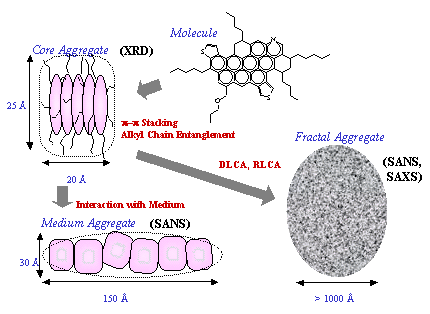 Molecule
Core Aggregate (XRD)
25 Å
20 Å
π–π Stacking
Alkyl Chain Entanglement
DLCA, RLCA
Fractal Aggregate
(SANS,
SAXS)
> 1000 Å
Interaction with Medium
Medium Aggregate (SANS)
30 Å
150 Å